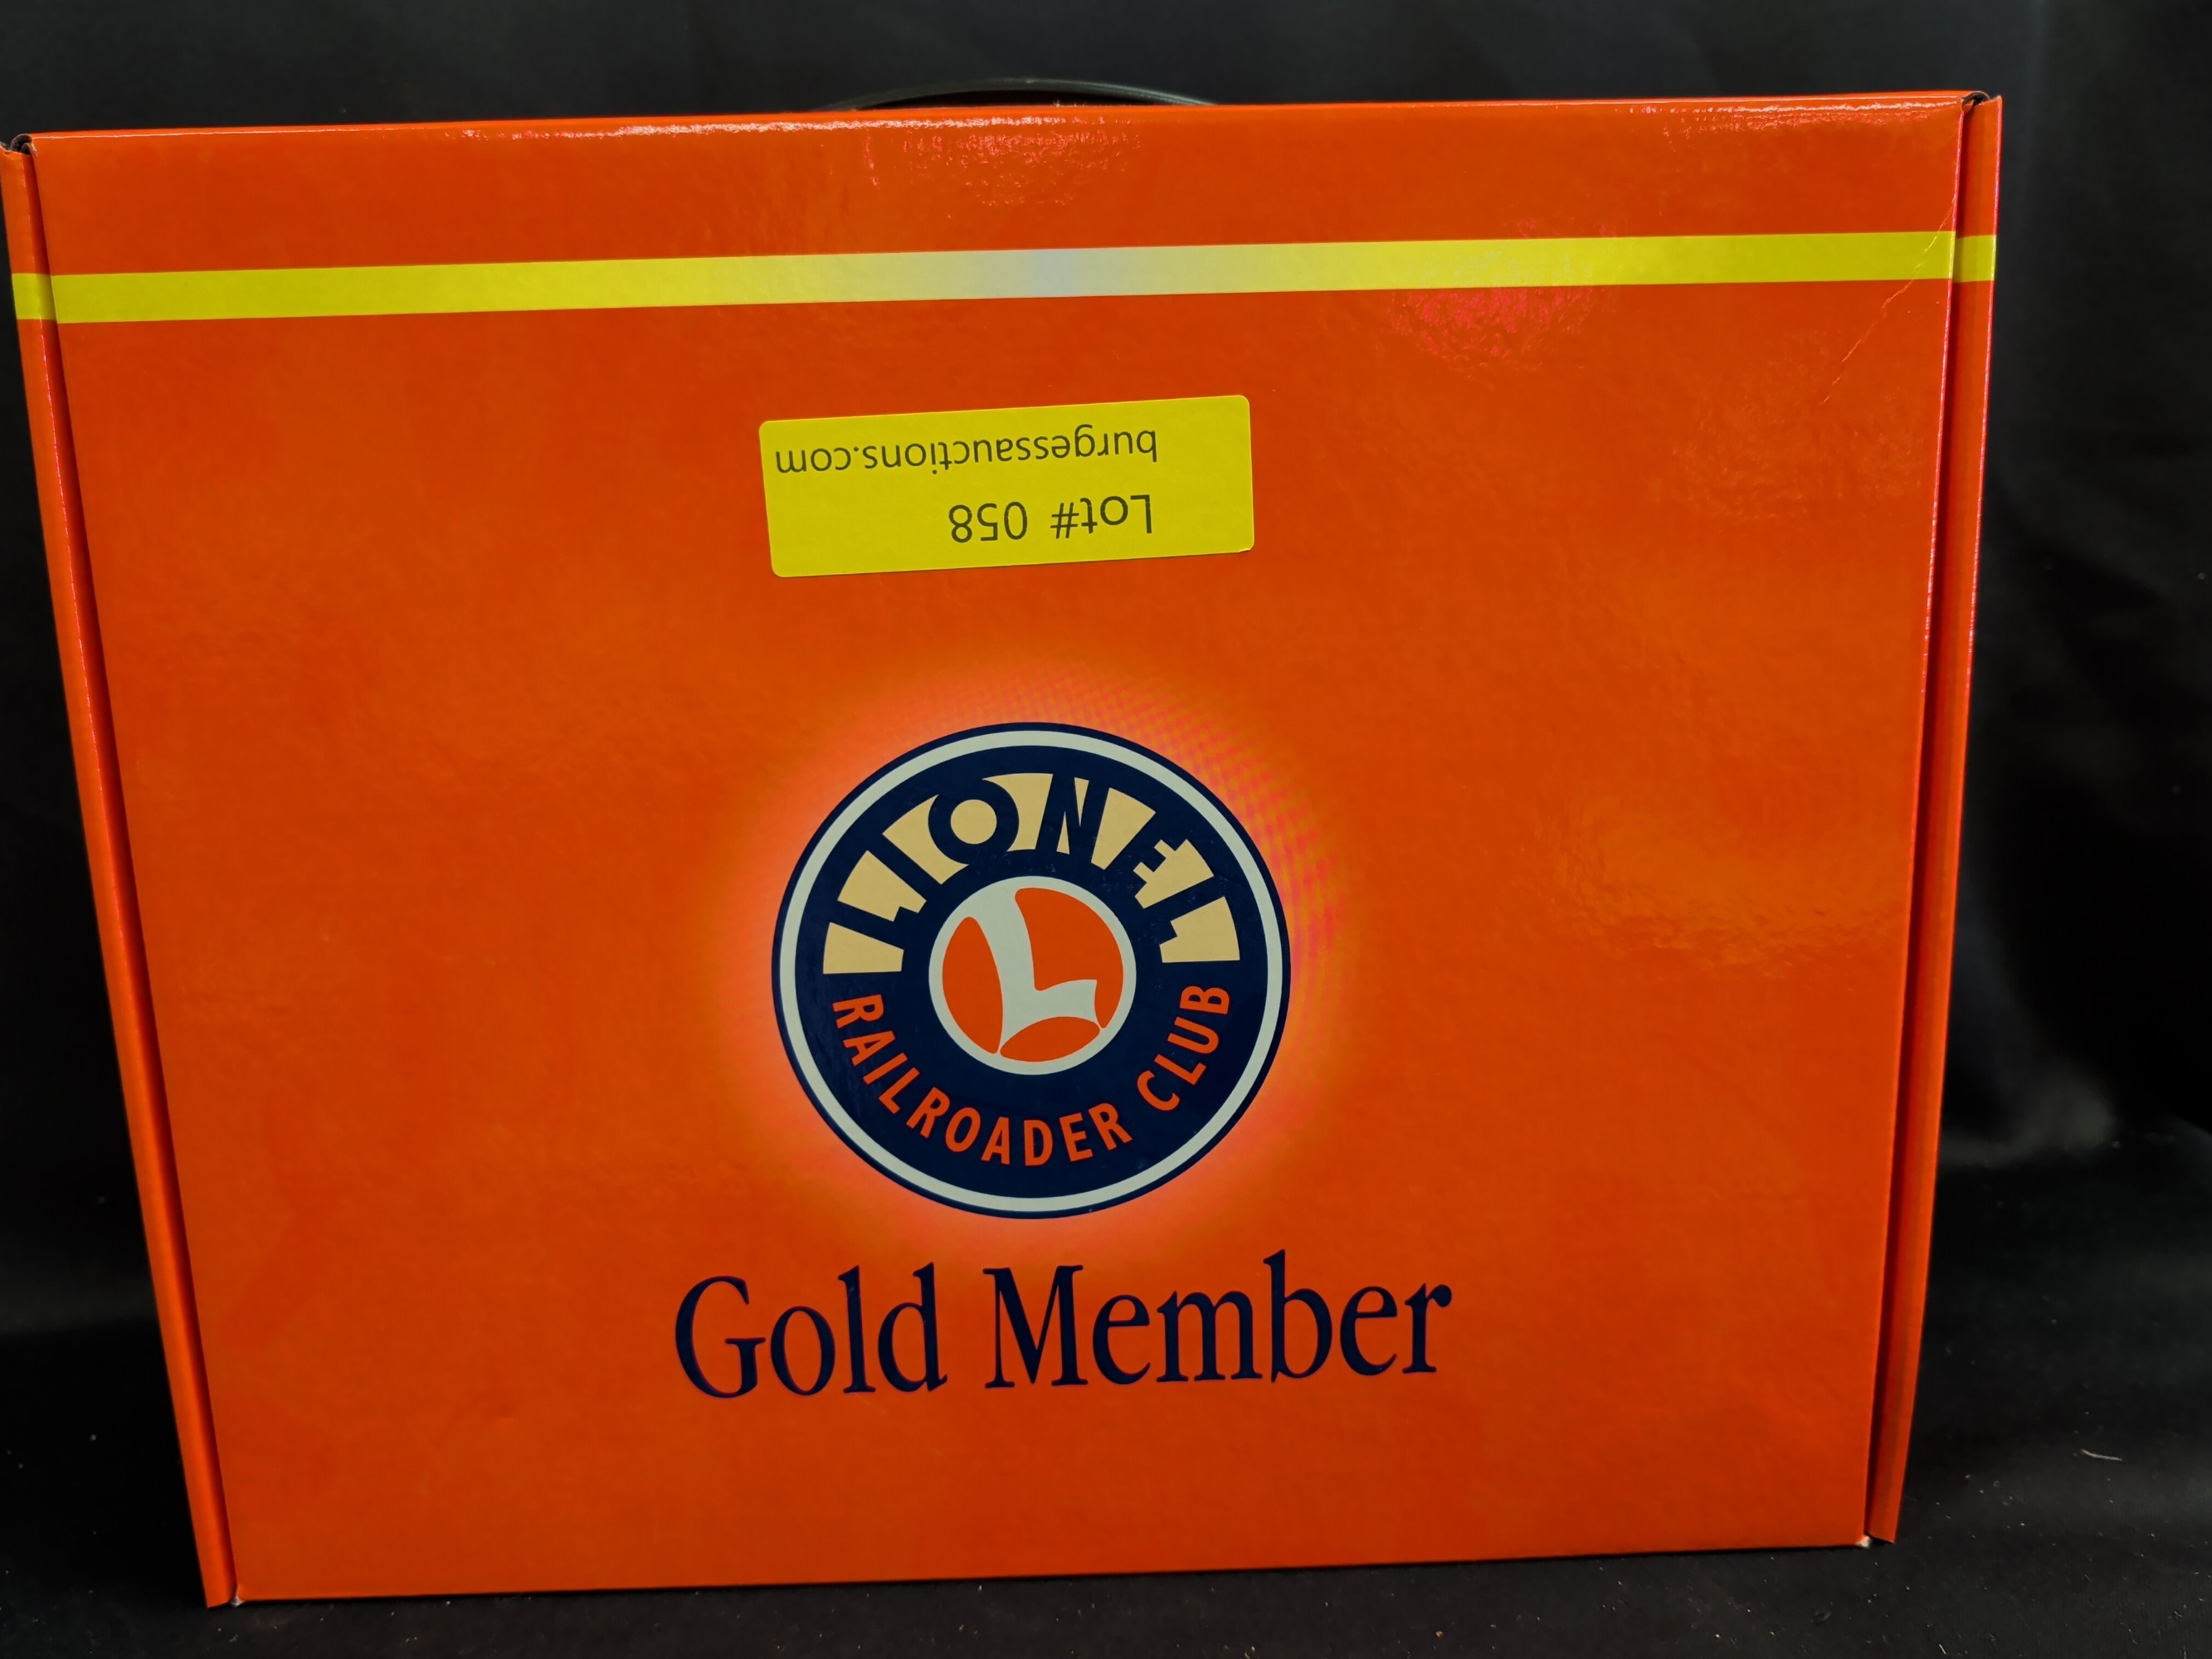 Lot# 058
burgessauctions.com
LIONEL
L
RAILROADER CLUB
Gold Member